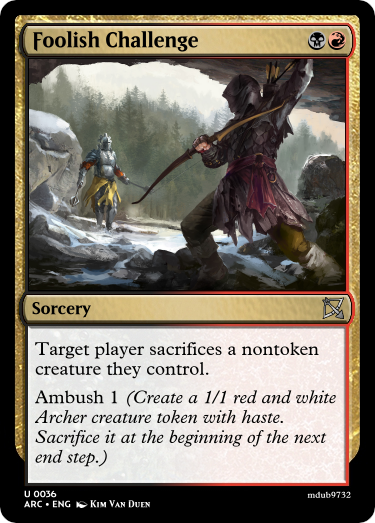 Foolish Challenge
Sorcery
Target player sacrifices a nontoken
creature they control.
Ambush 1 (Create a 1/1 red and white
Archer creature token with haste.
Sacrifice it at the beginning of the next
end step.)
U 0036
ARC • ENG Kim Van Duen
mdub9732